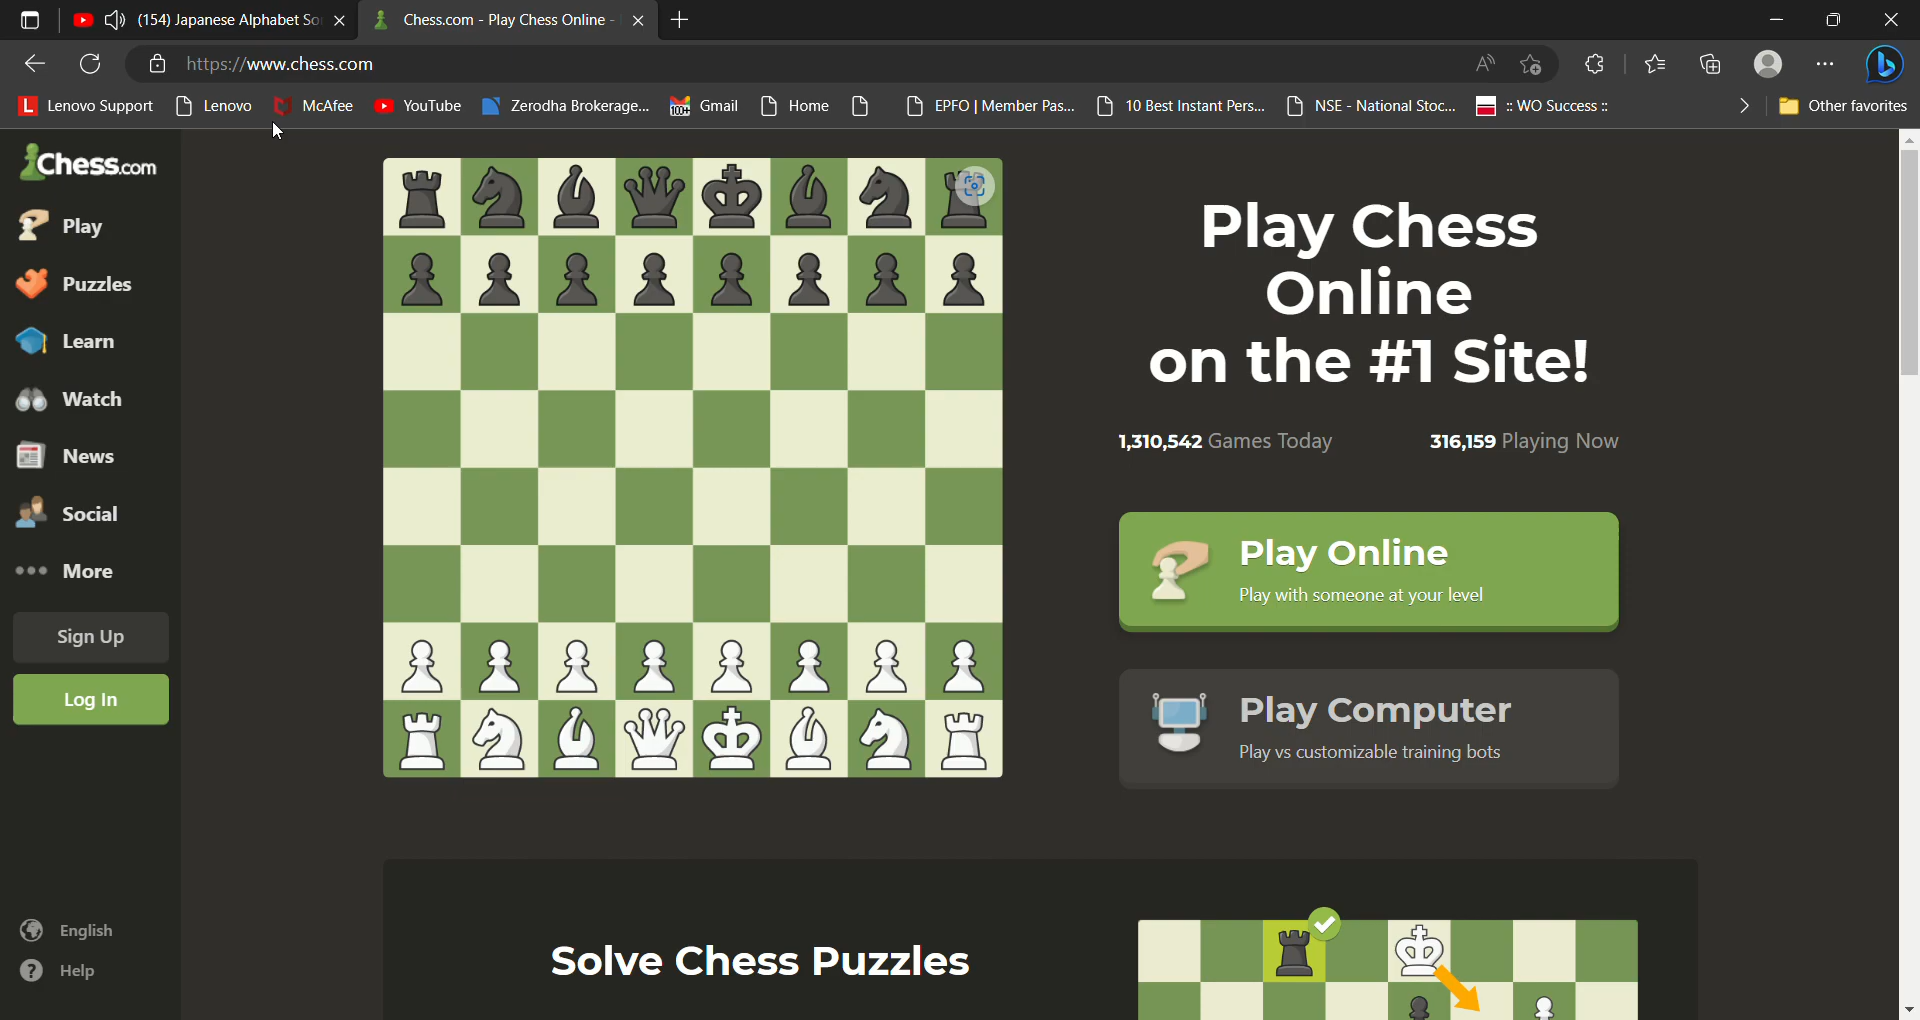 (154) Japanese Alphabet So
Chess.com - Play Chess Online -
https://www.chess.com
A
Lenovo Support
Lenovo
McAfee
YouTube
Zerodha Brokerage...
100+
Gmail
Home
EPFO | Member Pas...
10 Best Instant Pers...
NSE - National Stoc...
:: WO Success ::
Other favorites
Chess.com
Play
Puzzles
Learn
Watch
News
Social
More
Sign Up
Log In
English
Help
Play Chess
Online
on the #1 Site!
1,310,542 Games Today
316,159 Playing Now
Play Online
Play with someone at your level
Play Computer
Play vs customizable training bots
Solve Chess Puzzles